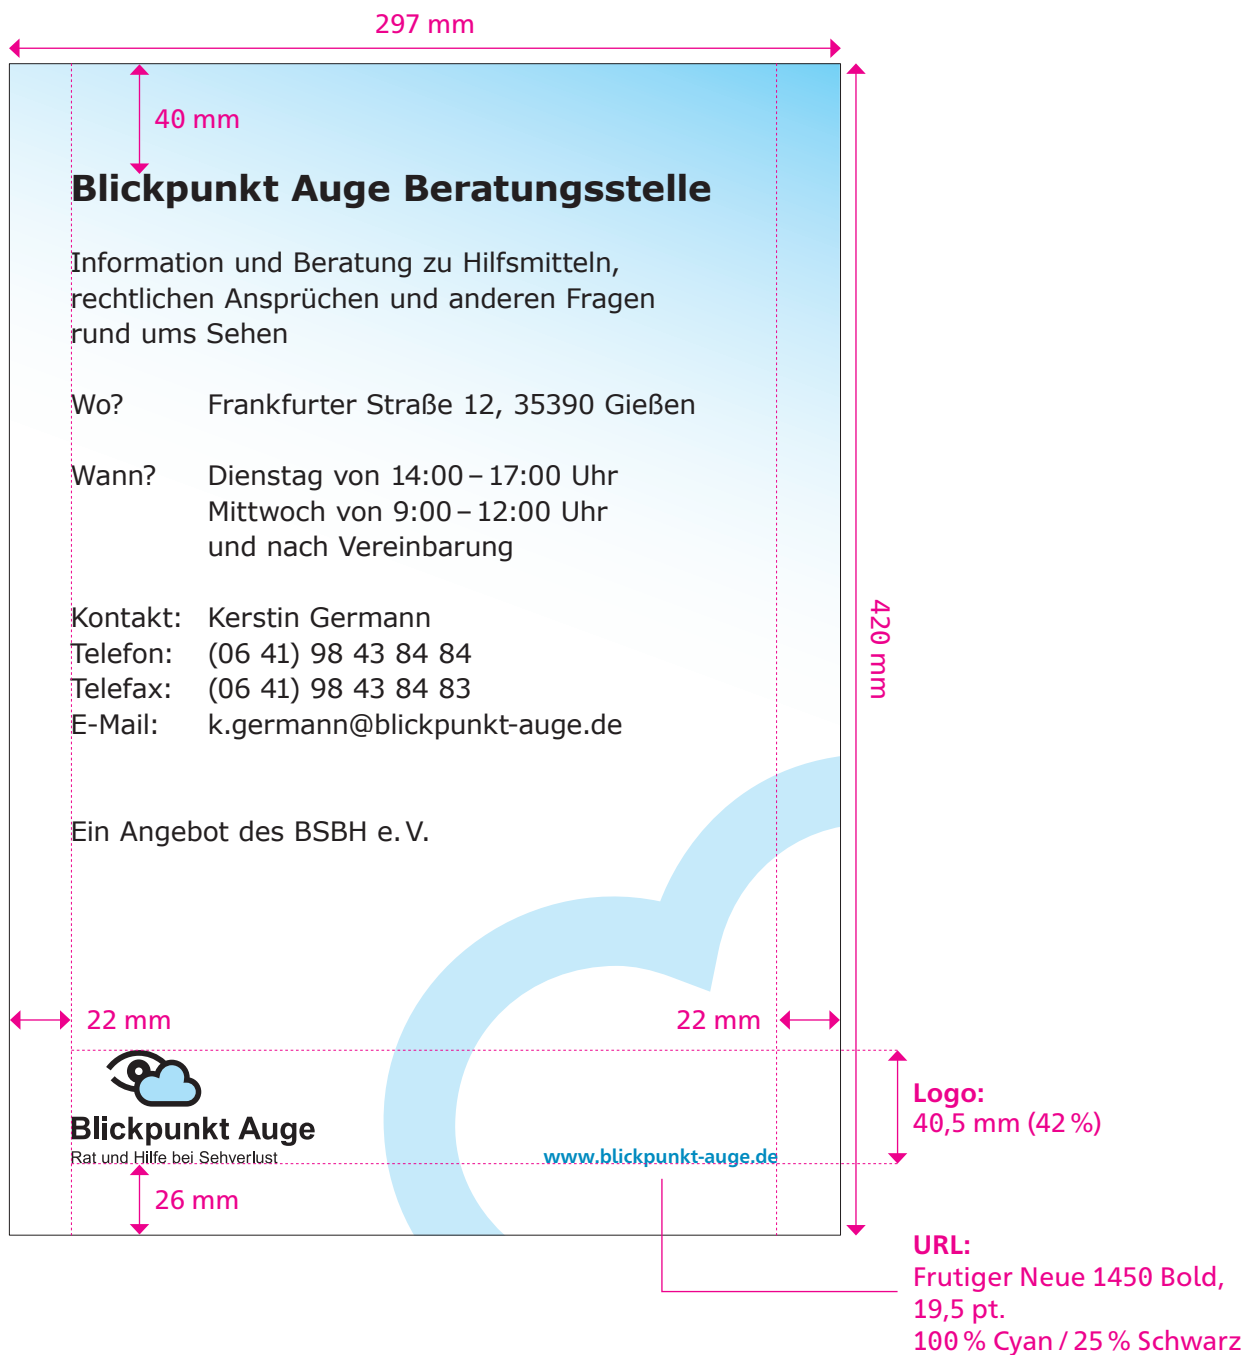 297 mm
40 mm
Blickpunkt Auge Beratungsstelle
Information und Beratung zu Hilfsmitteln,
rechtlichen Ansprüchen und anderen Fragen
rund ums Sehen
Wo? Frankfurter Straße 12, 35390 Gießen
Wann? Dienstag von 14:00 – 17:00 Uhr
Mittwoch von 9:00 – 12:00 Uhr
und nach Vereinbarung
Kontakt: Kerstin Germann
Telefon: (06 41) 98 43 84 84
Telefax: (06 41) 98 43 84 83
E-Mail: k.germann@blickpunkt-auge.de
420 mm
Ein Angebot des BSBH e. V.
22 mm 22 mm
Blickpunkt Auge
Rat und Hilfe bei Sehverlust
www.blickpunkt-auge.de
Logo:
40,5 mm (42 %)
26 mm
URL:
Frutiger Neue 1450 Bold,
19,5 pt.
100 % Cyan / 25 % Schwarz